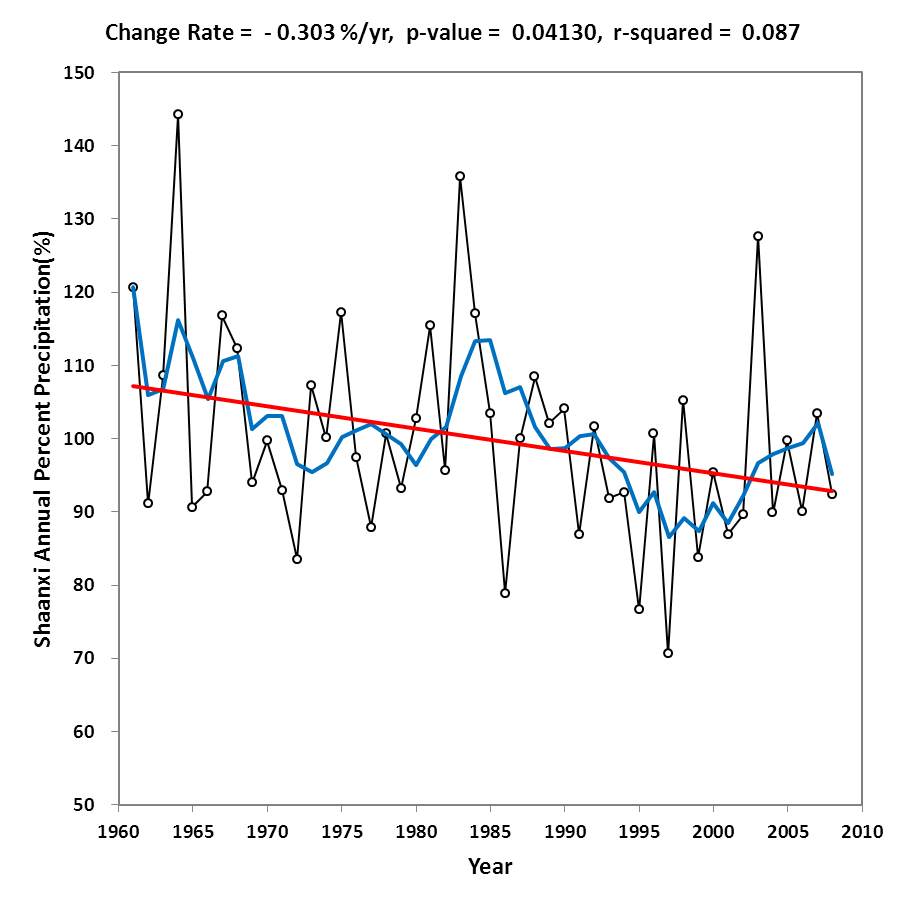 Change Rate = - 0.303 %/yr, p-value = 0.04130, r-squared = 0.087
Shaanxi Annual Percent Precipitation(%)
150
140
130
120
110
100
90
80
70
60
50
1960 1965 1970 1975 1980 1985 1990 1995 2000 2005 2010
Year